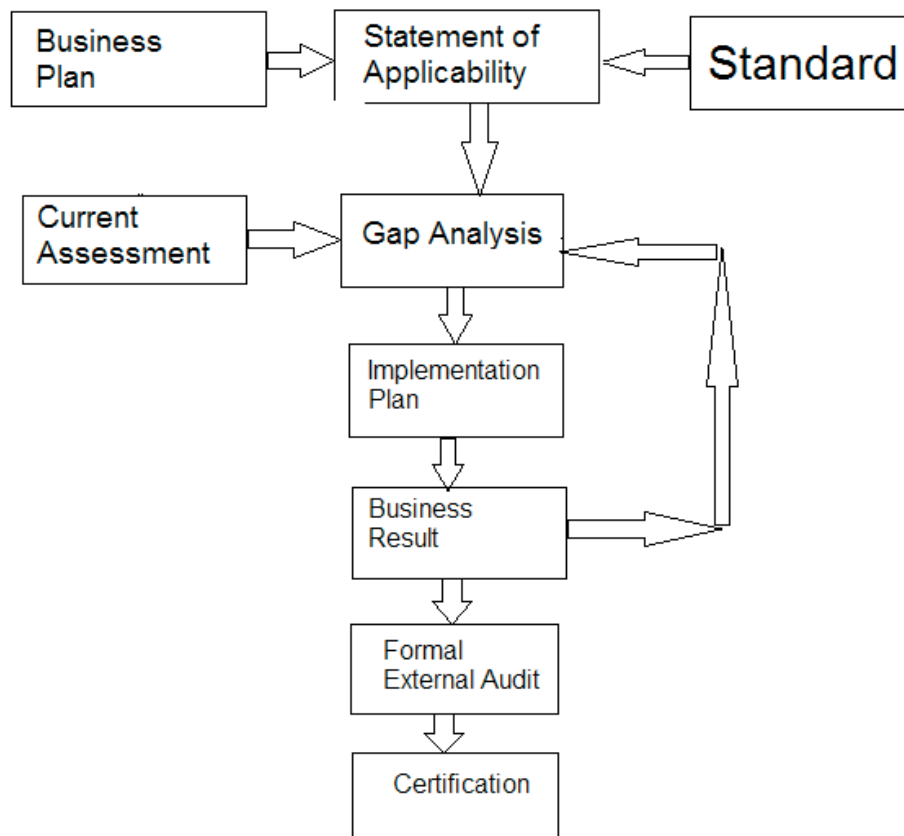 Business
Plan
Statement of
Applicability
Standard
Current
Assessment
Gap Analysis
Implementation
Plan
Business
Result
Formal
External Audit
Certification